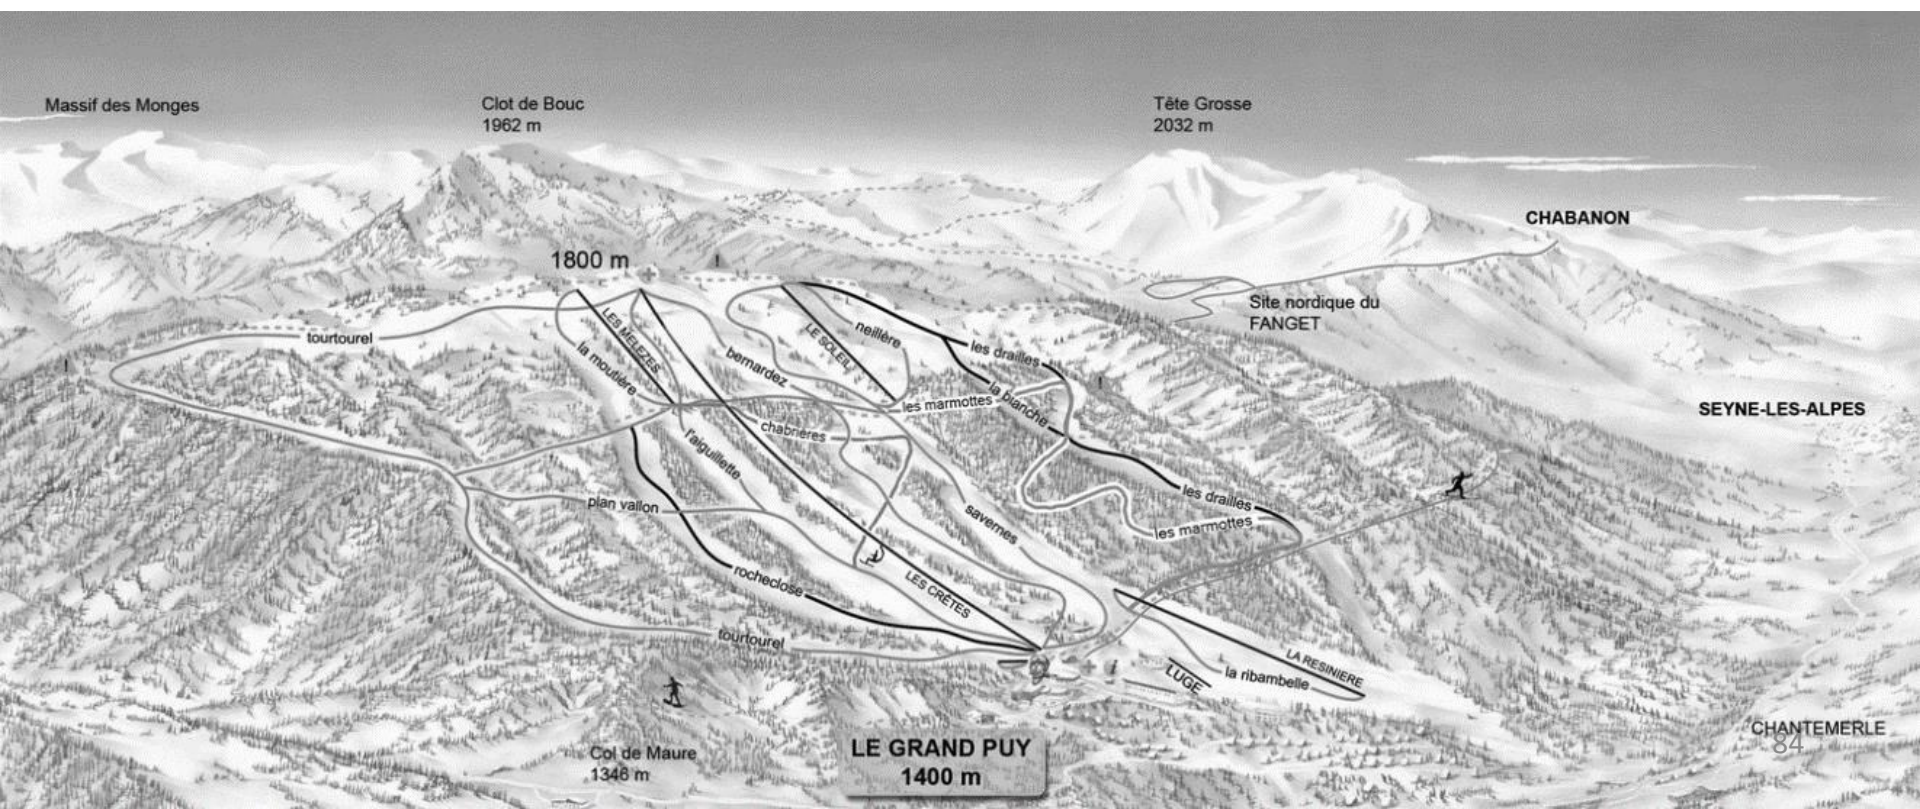 Massif des Monges
Clot de Bouc
1962 m
Tête Grosse
2032 m
CHABANON
1800 m
!
Site nordique du
FANGET
tourtourel
LES MELEZES
la moutière
bernardez
LE SOLEIL
neillère
les drailles
!
!
la blanche
les marmottes
SEYNE-LES-ALPES
chabrières
l'aiguillette
plan vallon
savernes
les drailles
les marmottes
rocheclose
LES CRÊTES
tourtourel
i
LUGE
la ribambelle
LA RESINIERE
CHANTEMERLE
84
Col de Maure
1346 m
LE GRAND PUY
1400 m